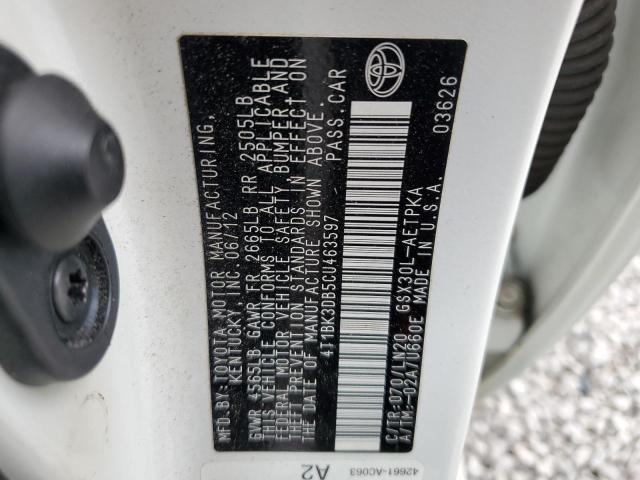 MFD. BY:TOYOTA MOTOR MANUFACTURING,
KENTUCKY, INC. 06/12
GVWR 4565LB GAWR FR 2665LB RR 2505LB
THIS VEHICLE CONFORMS TO ALL APPLICABLE
FEDERAL MOTOR VEHICLE SAFETY, BUMPER AND
THEFT PREVENTION STANDARDS IN EFFECT ON
THE DATE OF MANUFACTURE SHOWN ABOVE.
4T1BK3DB5CU463597 PASS.CAR
C/TR:070/LN20 GSX30L-AETPKA
A/TM:-02A/U660E MADE IN U.S.A.
03626
42661-AC063
A2